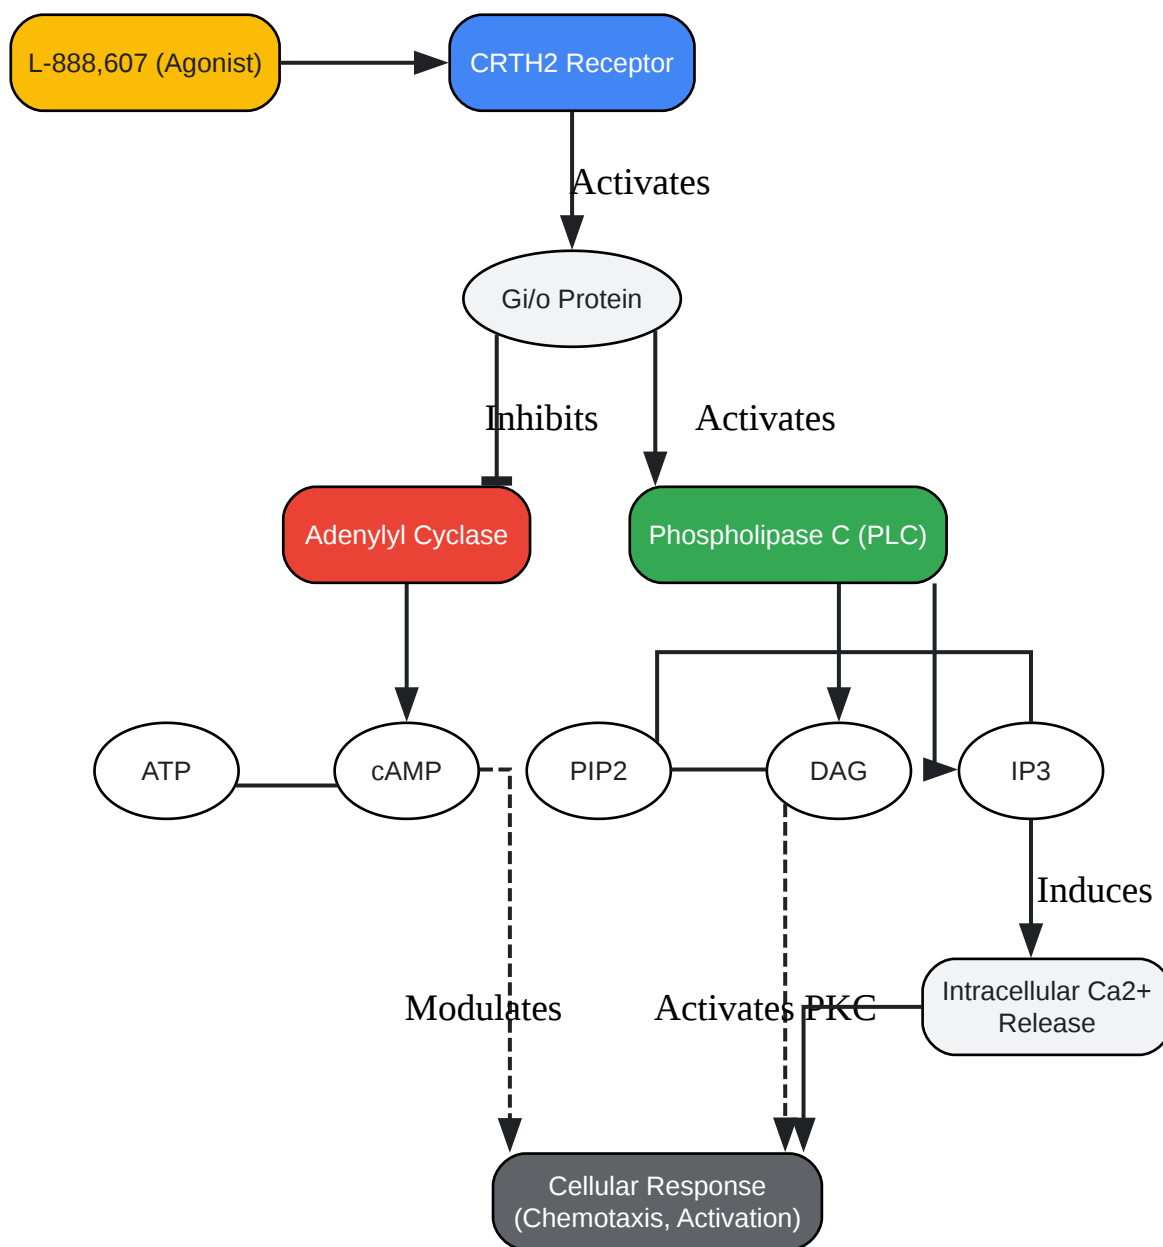 L-888,607 (Agonist)
CRTH2 Receptor
Activates
Gi/o Protein
Inhibits
Activates
Adenylyl Cyclase
Phospholipase C (PLC)
ATP
cAMP
PIP2
DAG
IP3
Induces
Intracellular Ca2+
Release
Modulates
Activates PKC
Cellular Response
(Chemotaxis, Activation)